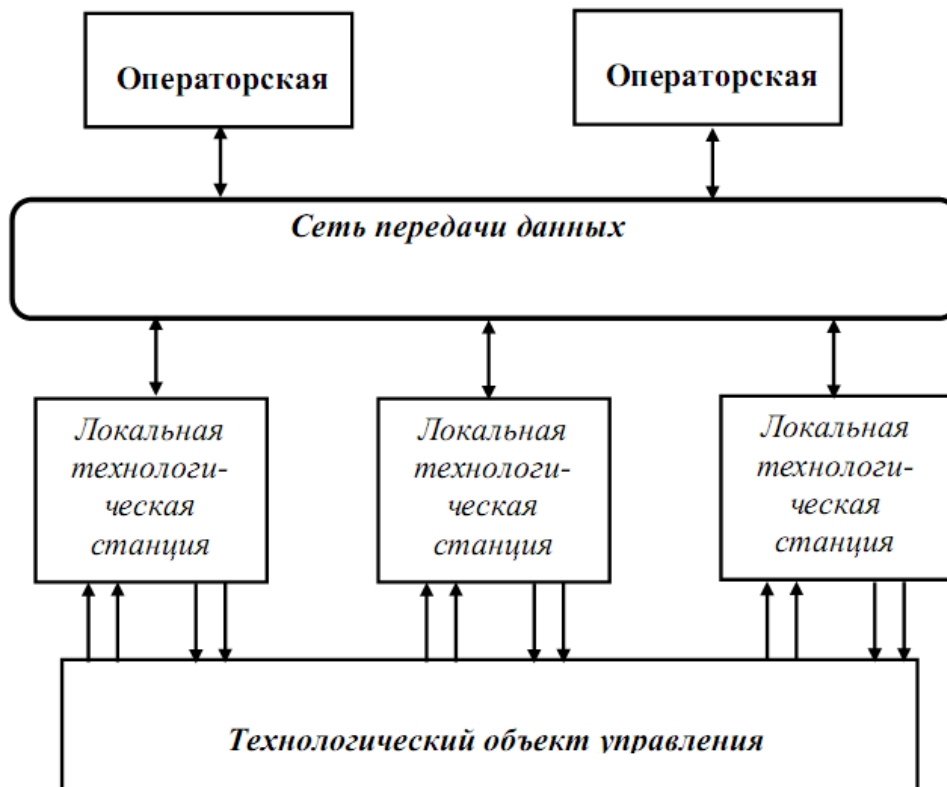 Операторская
Операторская
Сеть передачи данных
Локальная
технологи-
ческая
станция
Локальная
технологи-
ческая
станция
Локальная
технологи-
ческая
станция
Технологический объект управления